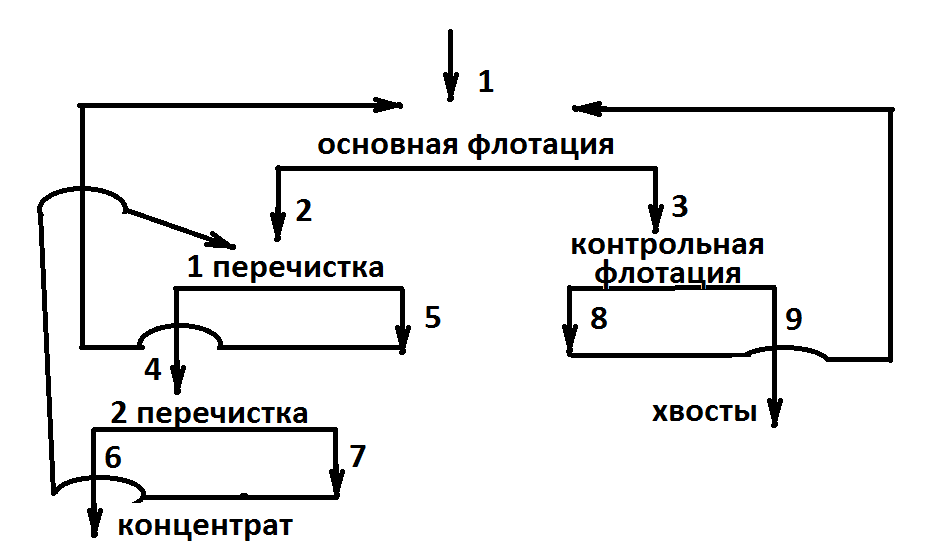 1
основная флотация
2
3
1 перечистка
контрольная
флотация
5
8
9
4
2 перечистка
хвосты
6
7
концентрат